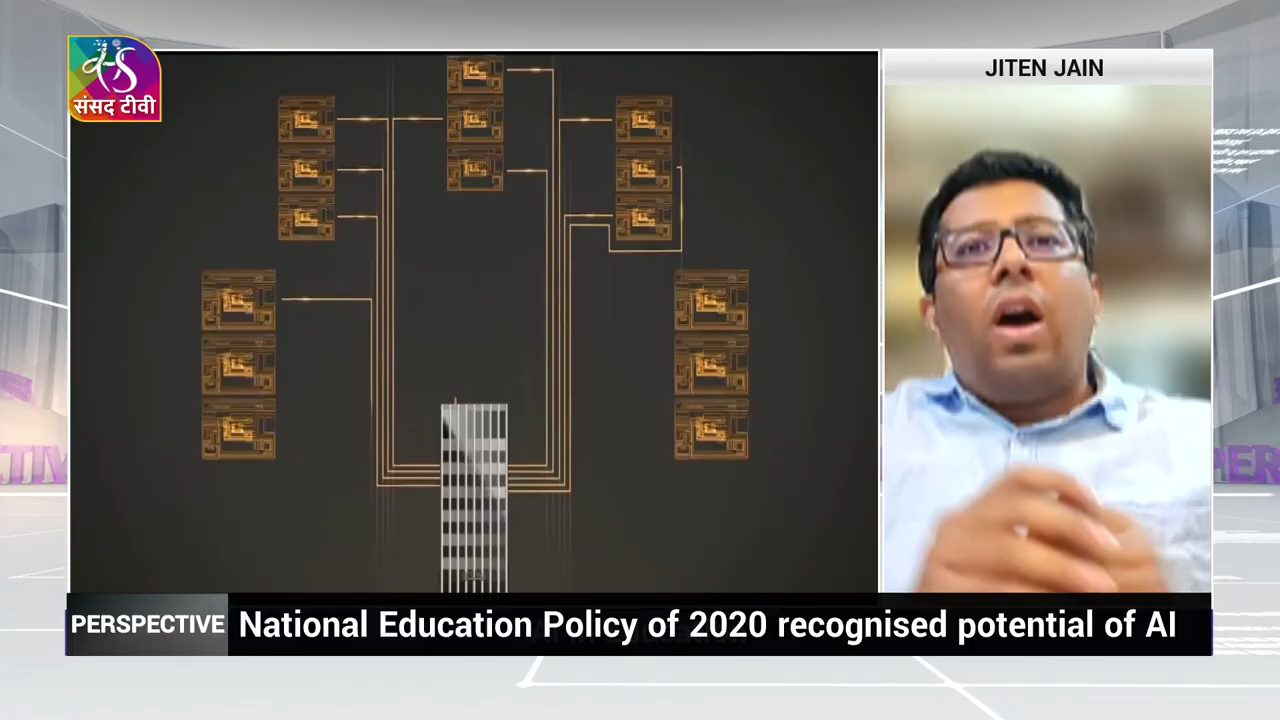 संसद टीवी
JITEN JAIN
PERSPECTIVE
National Education Policy of 2020 recognised potential of AI